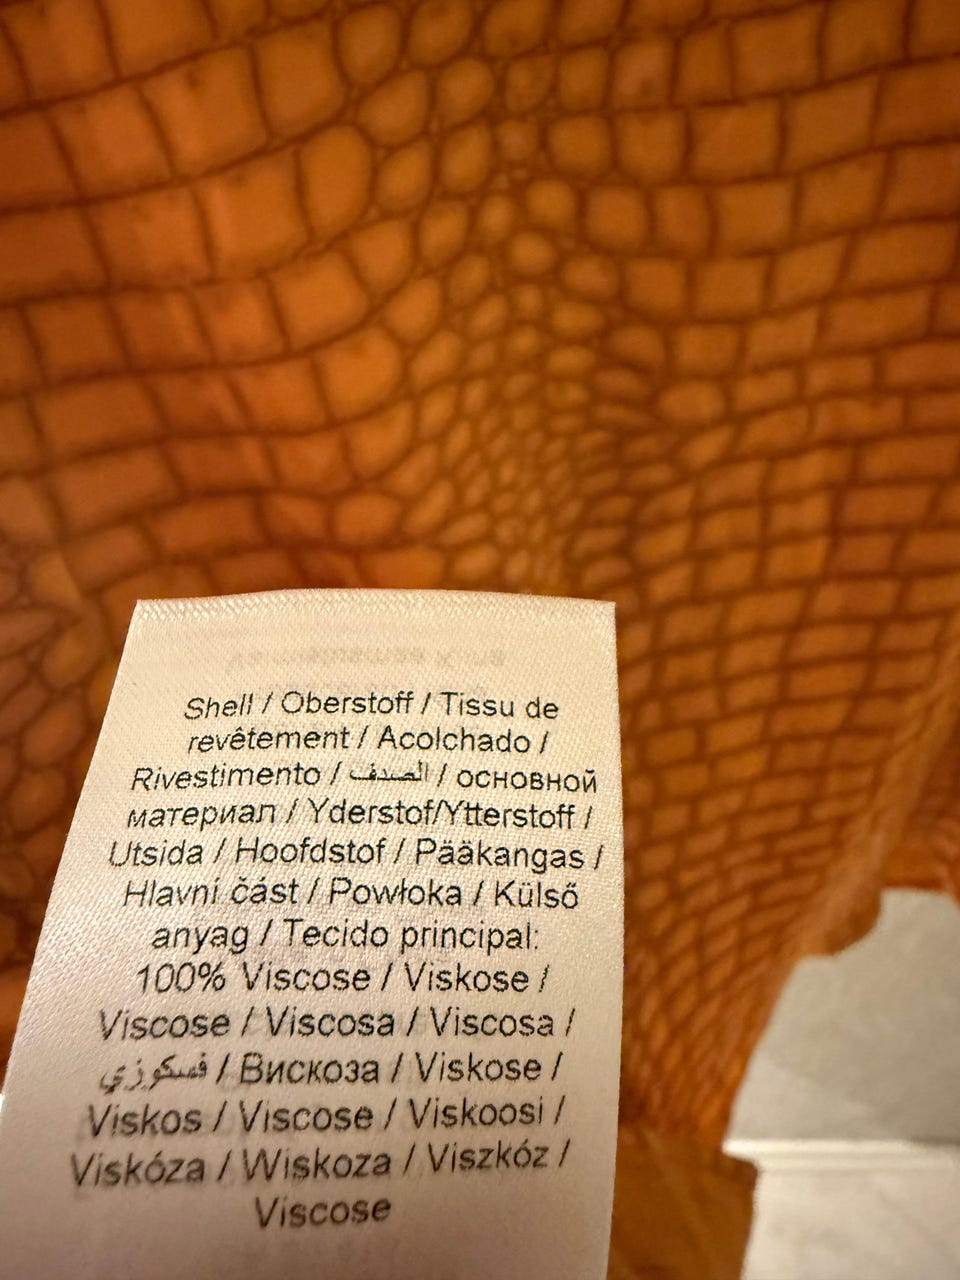 Shell / Oberstoff / Tissu de
revêtement / Acolchado /
Rivestimento / الصدف / основной
материал / Yderstof/Ytterstoff /
Utsida / Hoofdstof / Pääkangas /
Hlavní část / Powłoka / Külső
anyag / Tecido principal:
100% Viscose / Viskose /
Viscose / Viscosa / Viscosa /
فسكوزي / Вискоза / Viskose /
Viskos / Viscose / Viskoosi /
Viskóza / Wiskoza / Viszkóz /
Viscose